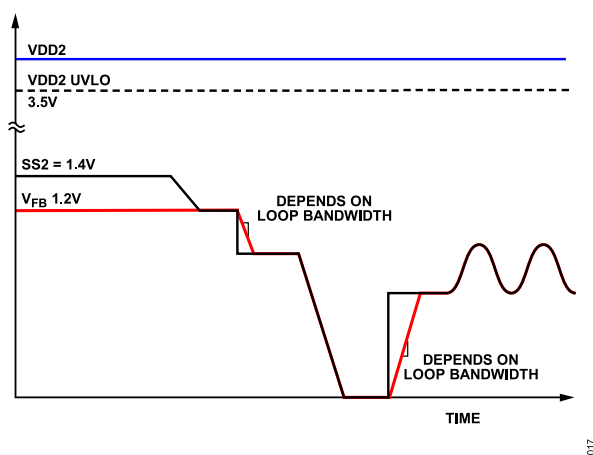 VDD2
VDD2 UVLO
3.5V
SS2 = 1.4V
VFB 1.2V
DEPENDS ON
LOOP BANDWIDTH
DEPENDS ON
LOOP BANDWIDTH
TIME
017